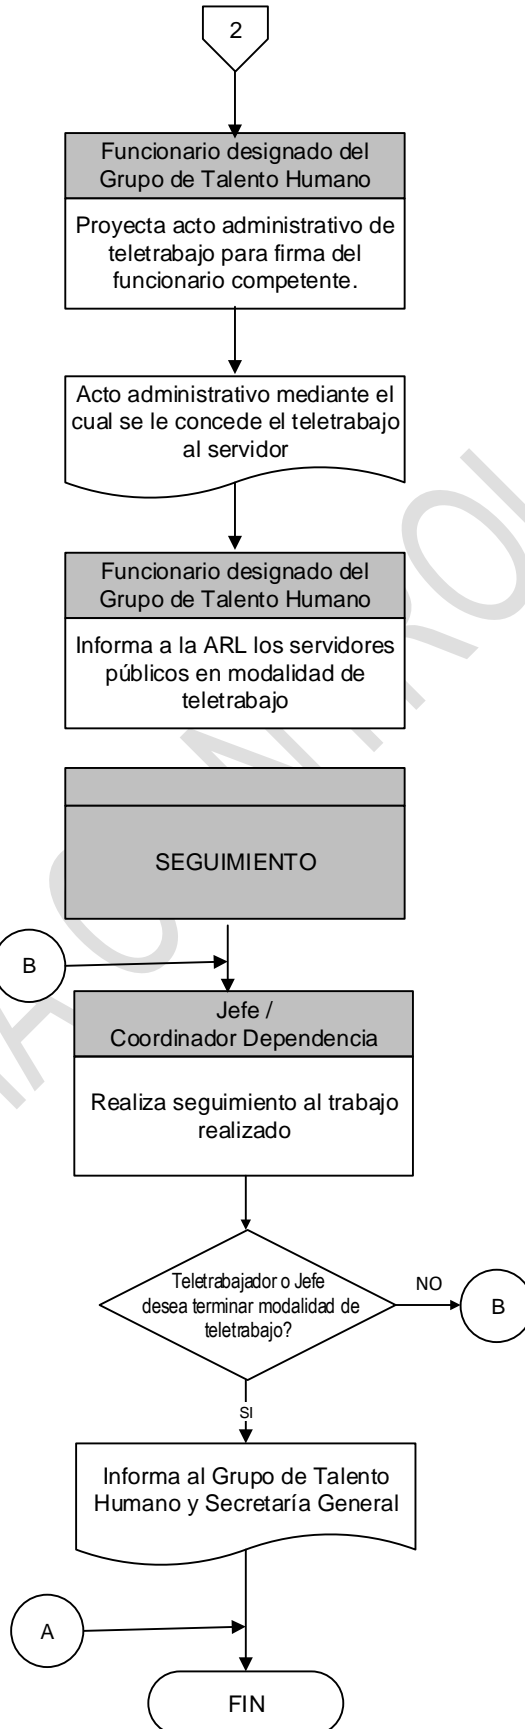 2
Funcionario designado del
Grupo de Talento Humano
Proyecta acto administrativo de
teletrabajo para firma del
funcionario competente.
Acto administrativo mediante el
cual se le concede el teletrabajo
al servidor
Funcionario designado del
Grupo de Talento Humano
Informa a la ARL los servidores
públicos en modalidad de
teletrabajo
SEGUIMIENTO
B
Jefe /
Coordinador Dependencia
Realiza seguimiento al trabajo
realizado
Teletrabajador o Jefe
desea terminar modalidad de
teletrabajo?
NO
B
SI
Informa al Grupo de Talento
Humano y Secretaría General
A
FIN